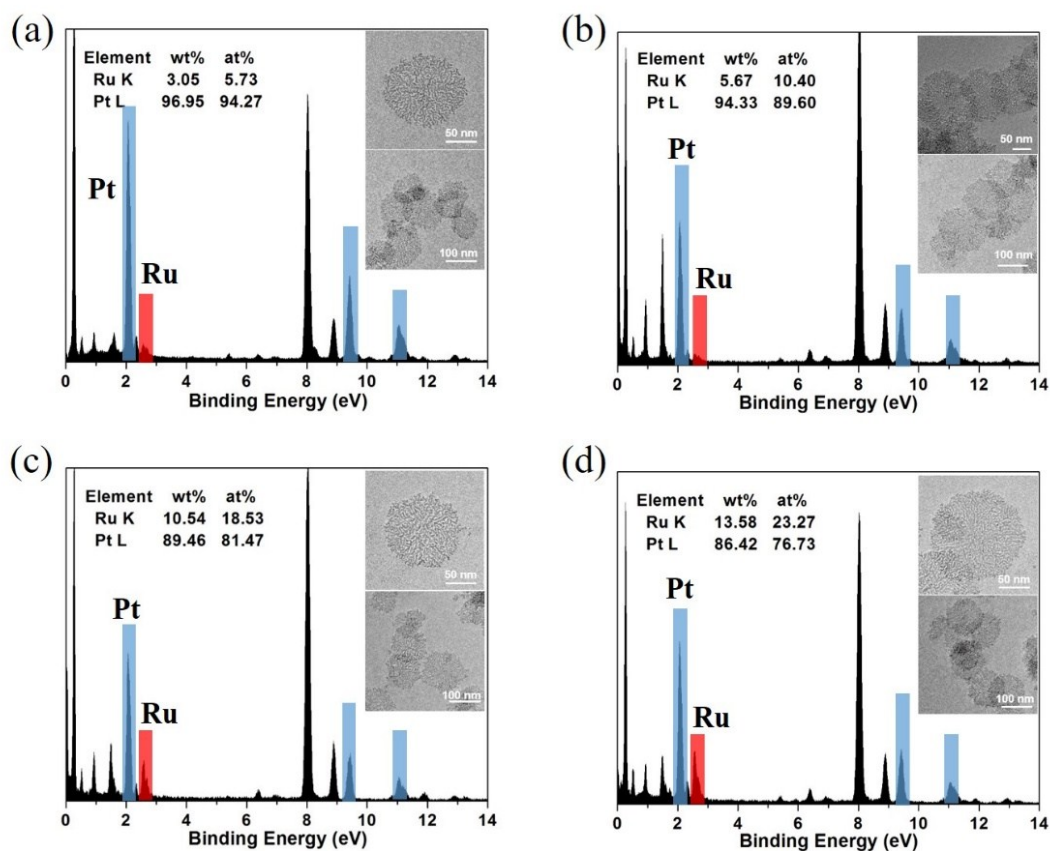 (a)
Element wt% at%
Ru K 3.05 5.73
Pt L 96.95 94.27
50 nm
100 nm
Pt
Ru
0 2 4 6 8 10 12 14
Binding Energy (eV)
(b)
Element wt% at%
Ru K 5.67 10.40
Pt L 94.33 89.60
50 nm
100 nm
Pt
Ru
0 2 4 6 8 10 12 14
Binding Energy (eV)
(c)
Element wt% at%
Ru K 10.54 18.53
Pt L 89.46 81.47
50 nm
100 nm
Pt
Ru
0 2 4 6 8 10 12 14
Binding Energy (eV)
(d)
Element wt% at%
Ru K 13.58 23.27
Pt L 86.42 76.73
50 nm
100 nm
Pt
Ru
0 2 4 6 8 10 12 14
Binding Energy (eV)